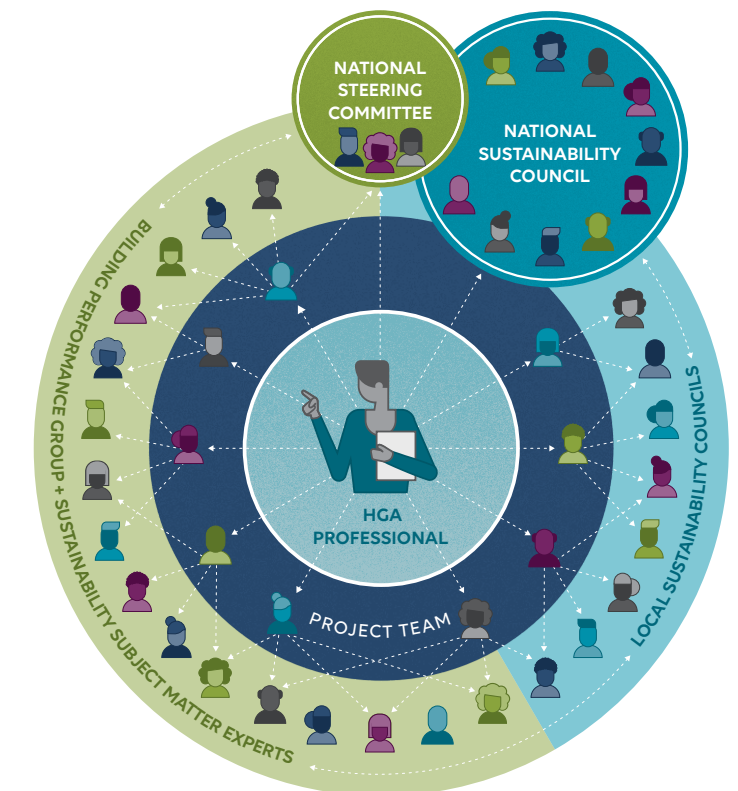 NATIONAL
STEERING
COMMITTEE
NATIONAL
SUSTAINABILITY
COUNCIL
BUILDING PERFORMANCE GROUP + SUSTAINABILITY SUBJECT MATTER EXPERTS
LOCAL SUSTAINABILITY COUNCILS
HGA
PROFESSIONAL
PROJECT TEAM